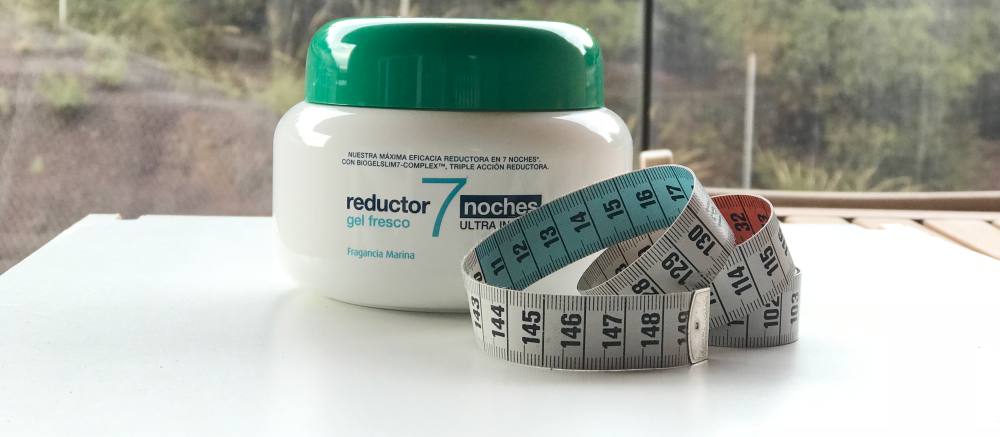 NUESTRA MÁXIMA EFICACIA REDUCTORA EN 7 NOCHES*.
CON BIOGELSLIM7-COMPLEX™, TRIPLE ACCIÓN REDUCTORA.
reductor 7 noches
gel fresco
ULTRA
Fragancia Marina
11 12 13 14 15 16 17
130
129
32
115
114
102 103
143 144 145 146 147 148 149